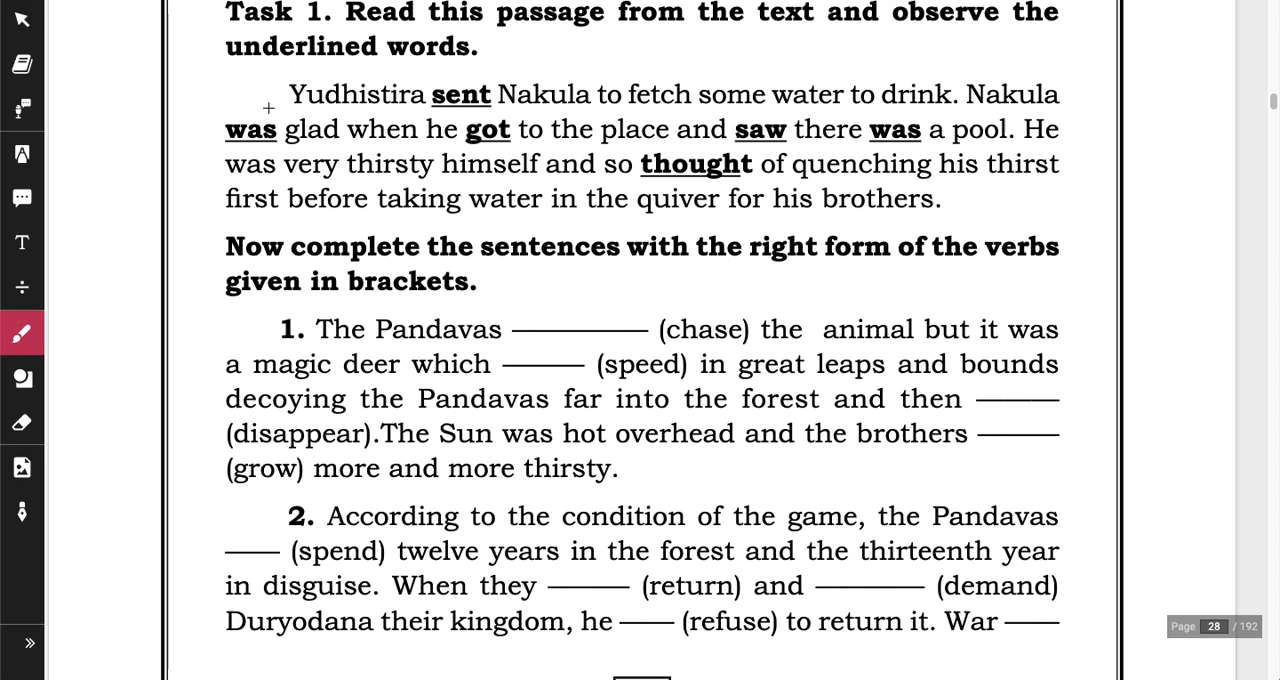 Task 1. Read this passage from the text and observe the
underlined words.
Yudhistira sent Nakula to fetch some water to drink. Nakula
was glad when he got to the place and saw there was a pool. He
was very thirsty himself and so thought of quenching his thirst
first before taking water in the quiver for his brothers.
Now complete the sentences with the right form of the verbs
given in brackets.
1. The Pandavas ————— (chase) the animal but it was
a magic deer which ——— (speed) in great leaps and bounds
decoying the Pandavas far into the forest and then ———
(disappear).The Sun was hot overhead and the brothers ———
(grow) more and more thirsty.
2. According to the condition of the game, the Pandavas
—— (spend) twelve years in the forest and the thirteenth year
in disguise. When they ——— (return) and ———— (demand)
Duryodana their kingdom, he —— (refuse) to return it. War ——
Page 28 / 192